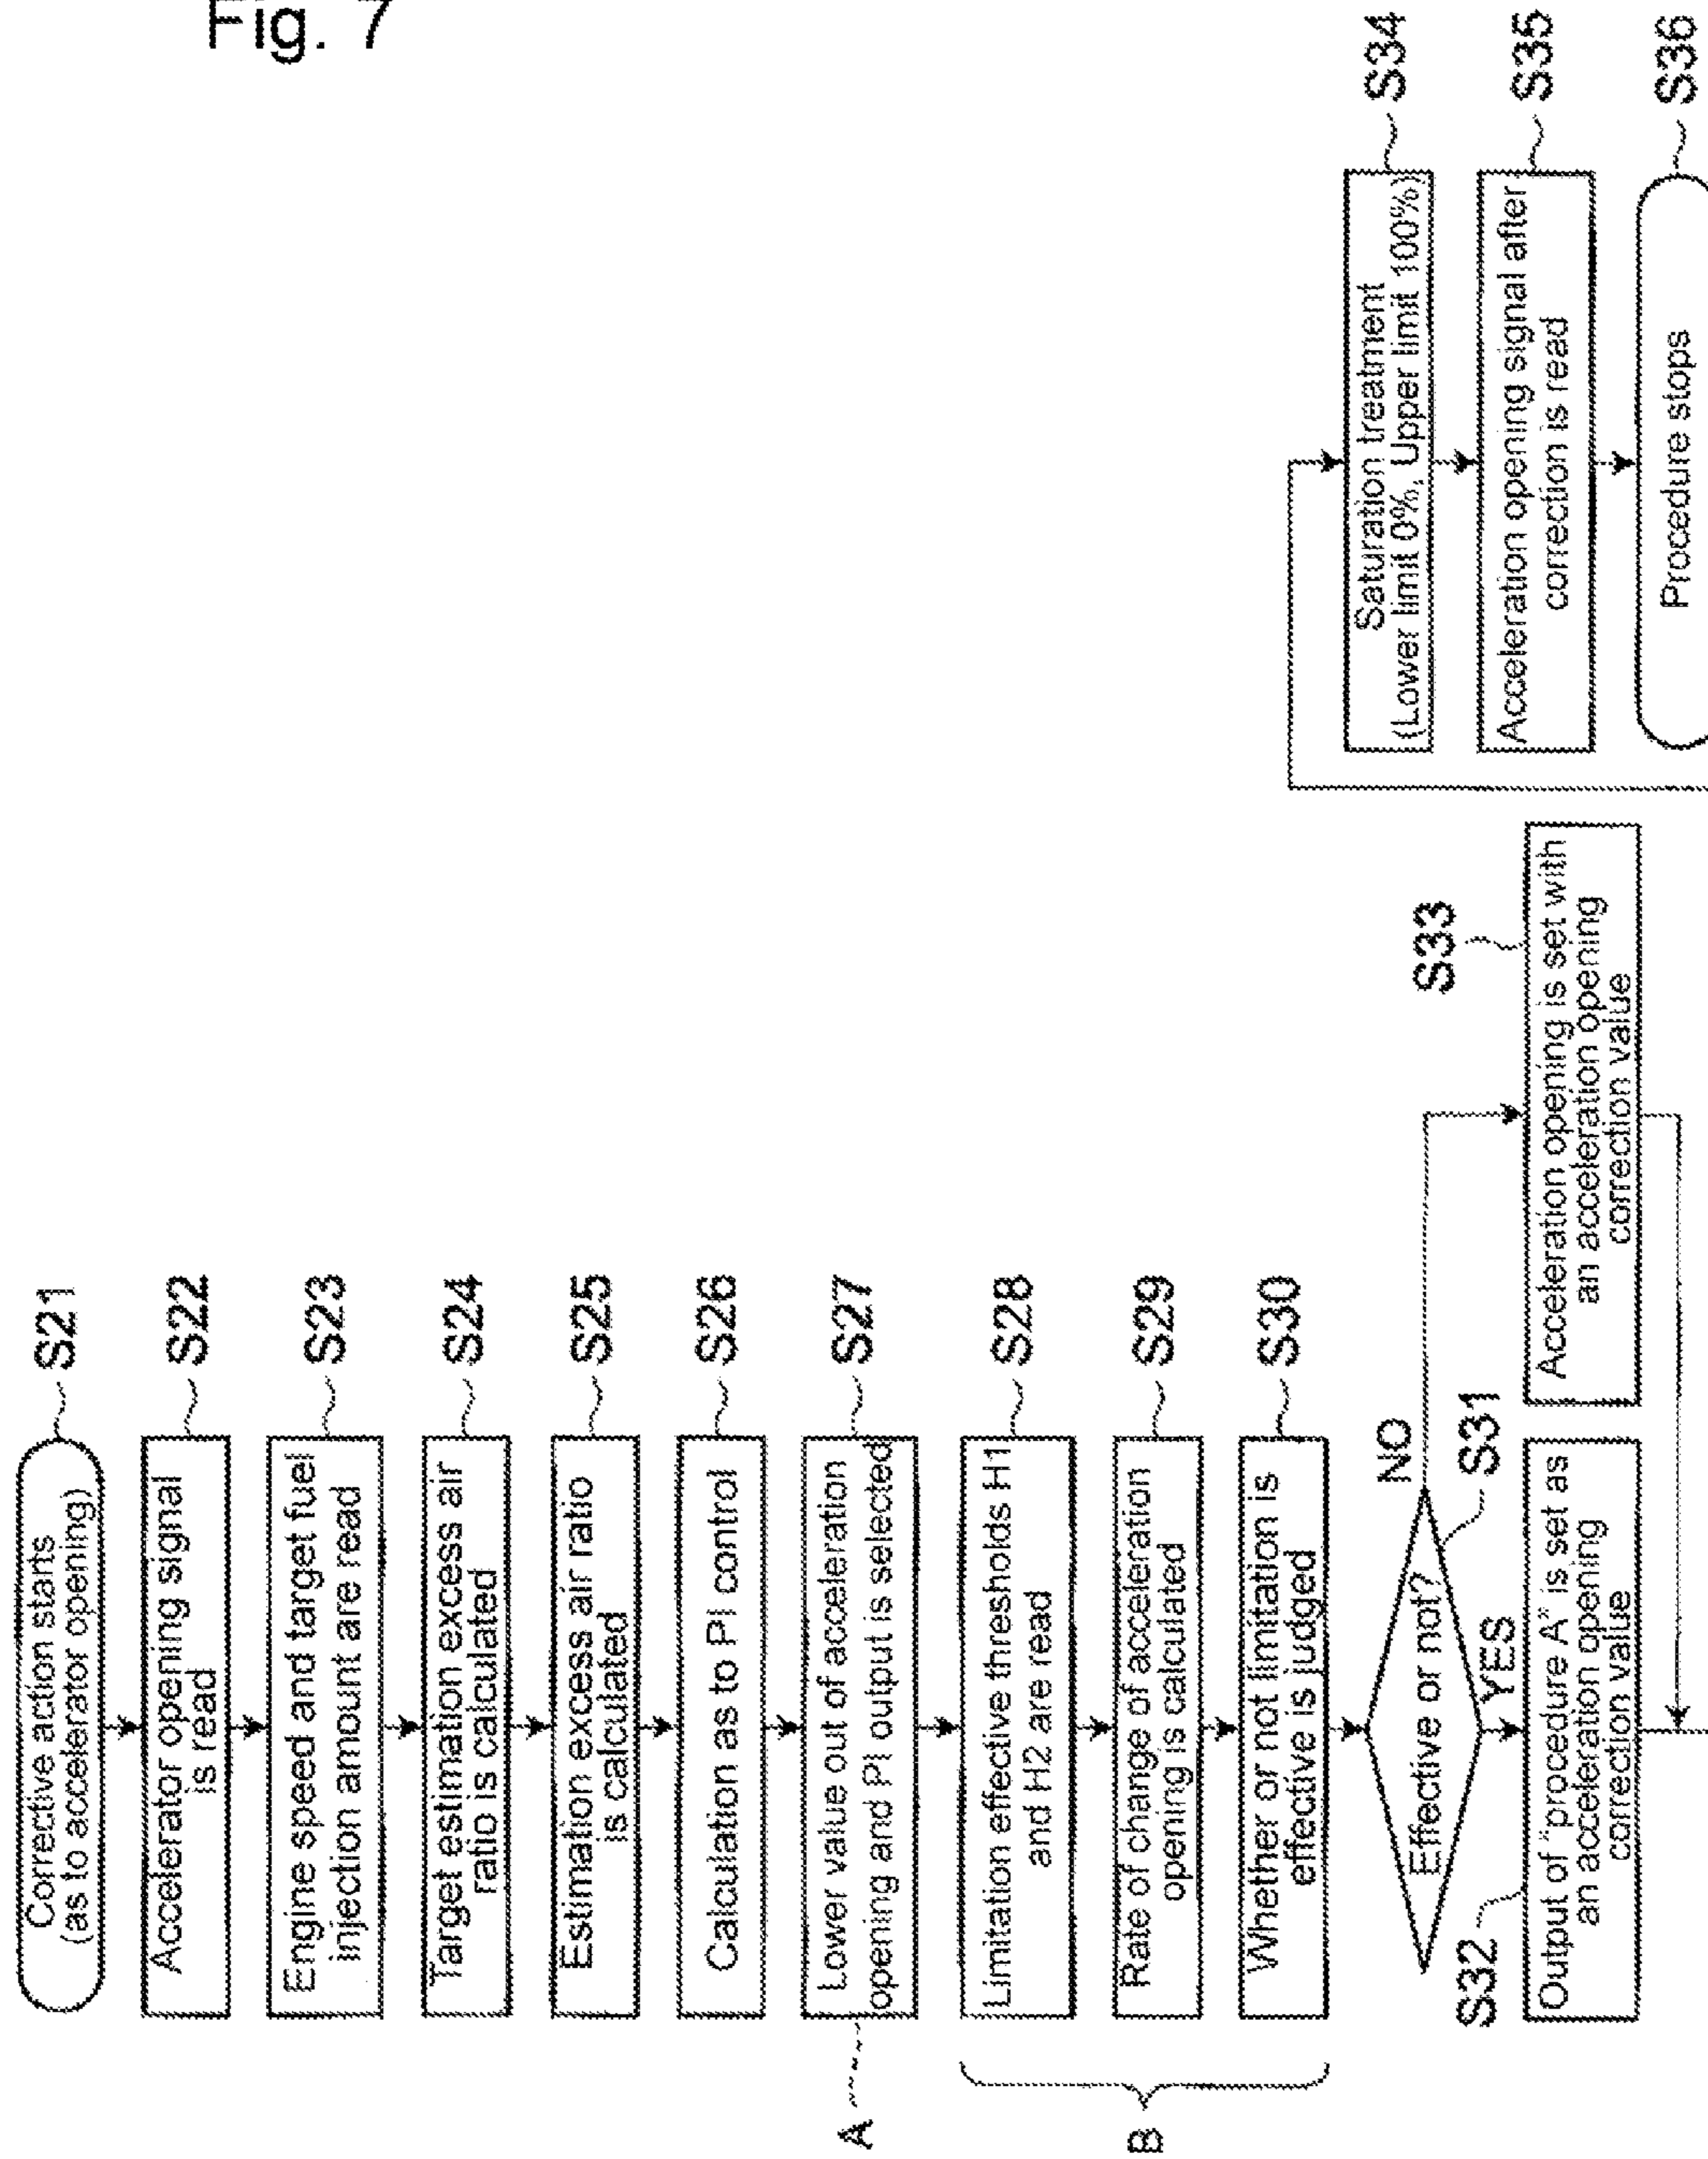 Fig. 7
Corrective action starts
(as to accelerator opening)
S21
Accelerator opening signal
is read
S22
Engine speed and target fuel
injection amount are read
S23
Target estimation excess air
ratio is calculated
S24
Estimation excess air ratio
is calculated
S25
Calculation as to PI control
S26
A
Lower value out of acceleration
opening and PI output is selected
S27
B
Limitation effective thresholds H1
and H2 are read
S28
Rate of change of acceleration
opening is calculated
S29
Whether or not limitation is
effective is judged
S30
Effective or not?
NO
S31
YES
S32
Output of "procedure A" is set as
an acceleration opening
correction value
S33
Acceleration opening is set with
an acceleration opening
correction value
Saturation treatment
(Lower limit 0%, Upper limit 100%)
S34
Acceleration opening signal after
correction is read
S35
Procedure stops
S36